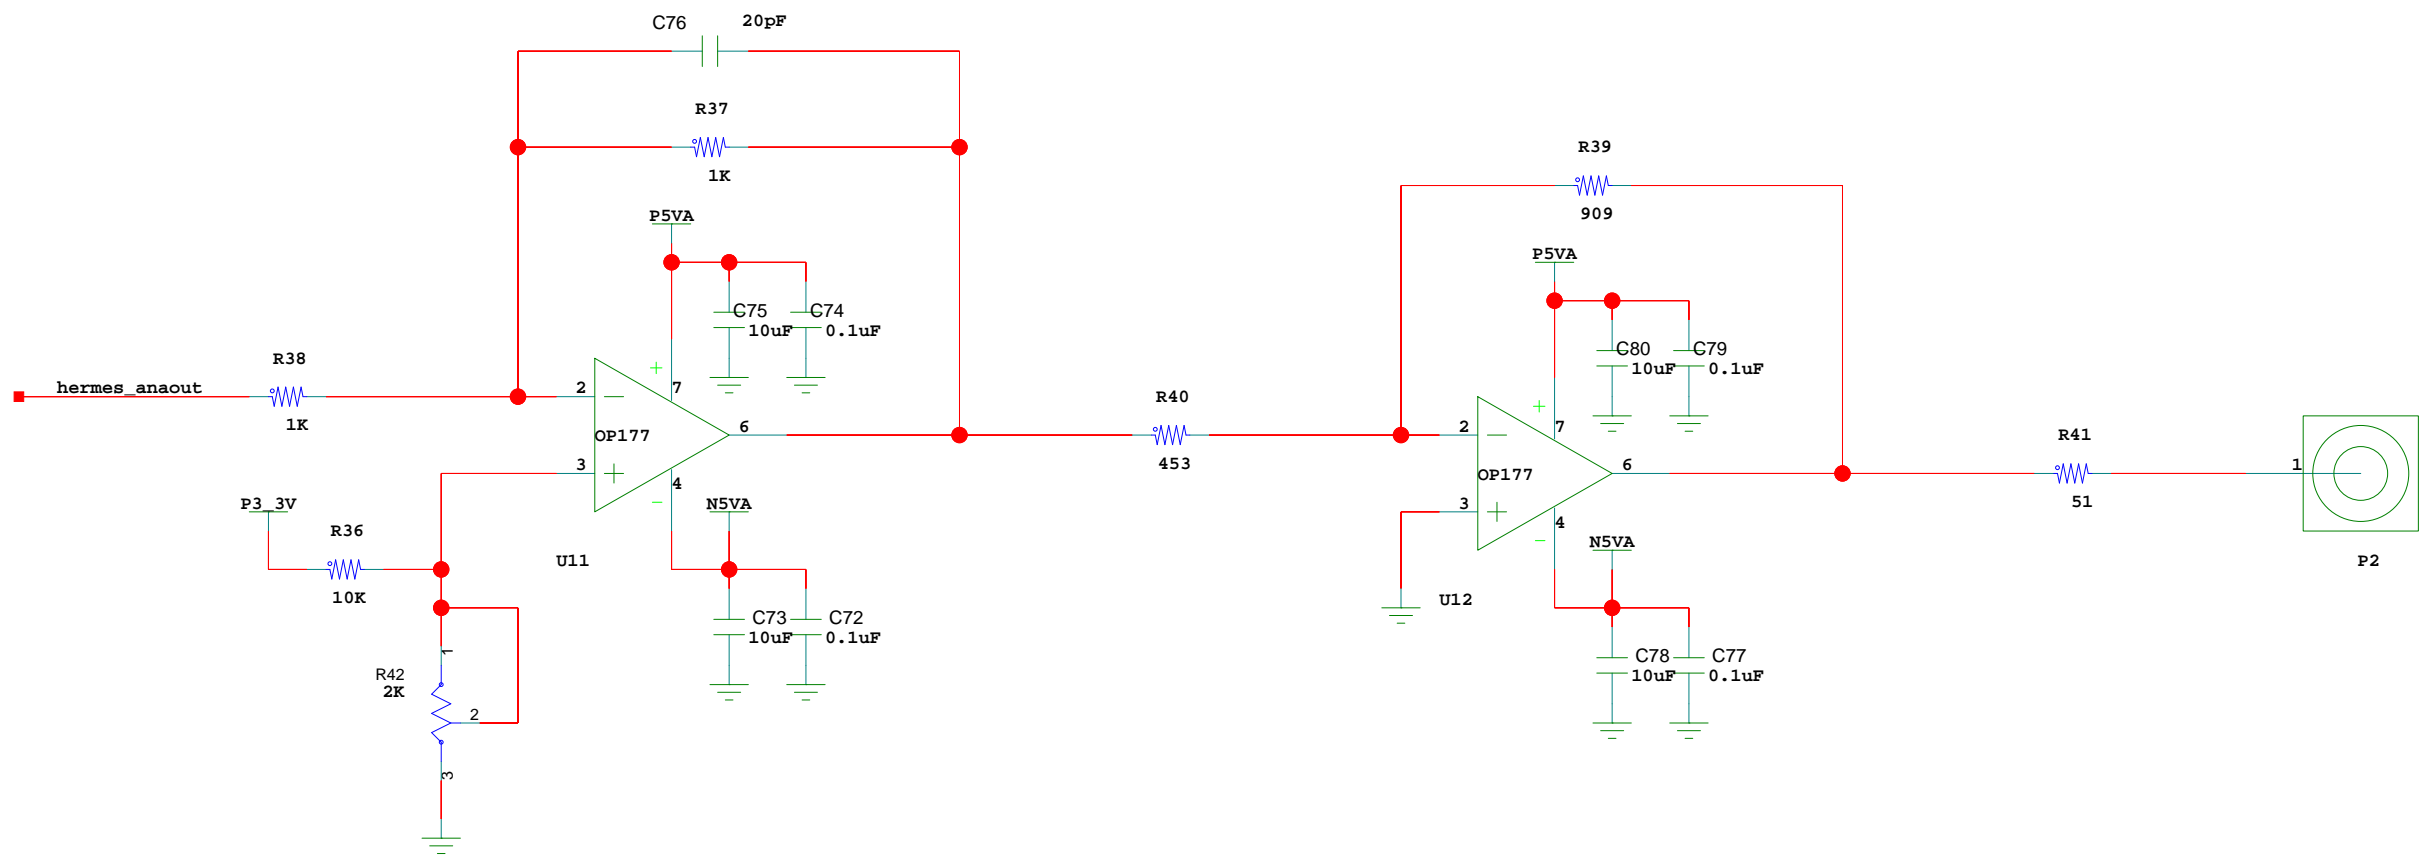 C76 20pF
R37
1K
P5VA
C75 C74
10uF 0.1uF
+
7
R38
hermes_anaout
1K
2
OP177
6
3
4
-
N5VA
P3_3V
R36
10K
U11
C73 C72
10uF 0.1uF
1
R42
2K
2
3
R40
453
R39
909
P5VA
C80 C79
10uF 0.1uF
+
7
2
OP177
6
3
4
-
N5VA
U12
C78 C77
10uF 0.1uF
R41
51
1
P2